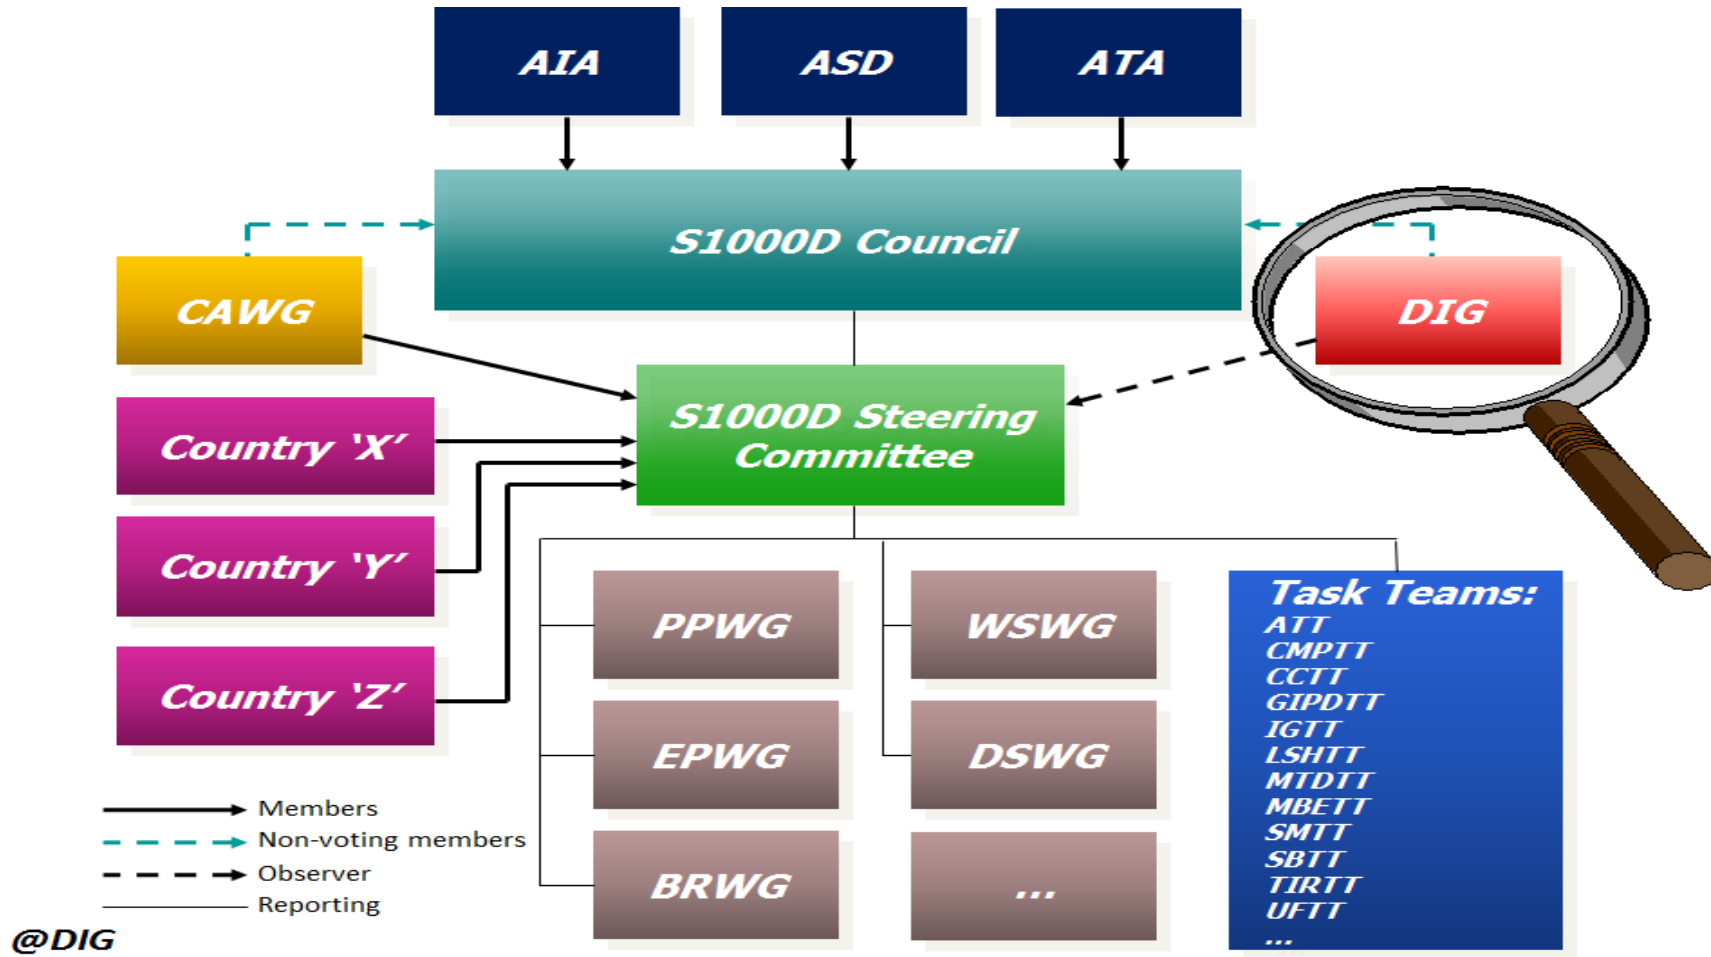 AIA
ASD
ATA
S1000D Council
CAWG
DIG
S1000D Steering
Committee
Country ‘X’
Country ‘Y’
Country ‘Z’
PPWG
WSWG
EPWG
DSWG
BRWG
...
Task Teams:
ATT
CMPTT
CCTT
GIPDTT
IGTT
LSHTT
MTDTT
MBETT
SMTT
SBTT
TIRTT
UFTT
...
Members
Non-voting members
Observer
Reporting
@DIG